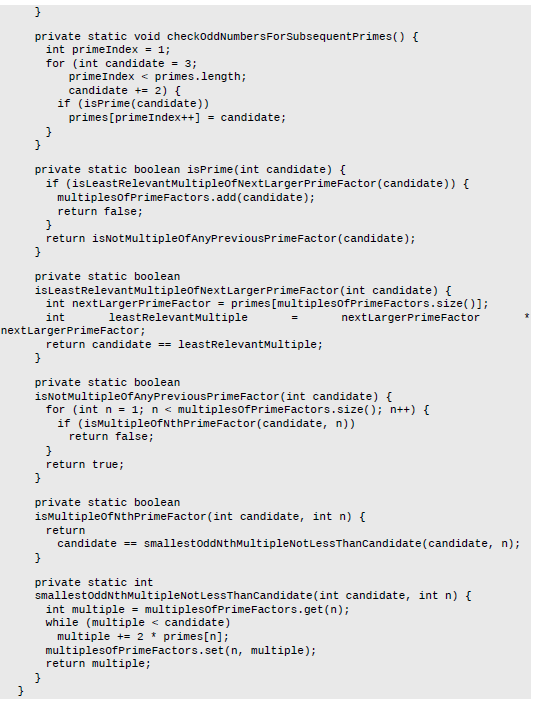 }
private static void checkOddNumbersForSubsequentPrimes() {
int primeIndex = 1;
for (int candidate = 3;
primeIndex < primes.length;
candidate += 2) {
if (isPrime(candidate))
primes[primeIndex++] = candidate;
}
}
private static boolean isPrime(int candidate) {
if (isLeastRelevantMultipleOfNextLargerPrimeFactor(candidate)) {
multiplesOfPrimeFactors.add(candidate);
return false;
}
return isNotMultipleOfAnyPreviousPrimeFactor(candidate);
}
private static boolean
isLeastRelevantMultipleOfNextLargerPrimeFactor(int candidate) {
int nextLargerPrimeFactor = primes[multiplesOfPrimeFactors.size()];
int leastRelevantMultiple = nextLargerPrimeFactor *
nextLargerPrimeFactor;
return candidate == leastRelevantMultiple;
}
private static boolean
isNotMultipleOfAnyPreviousPrimeFactor(int candidate) {
for (int n = 1; n < multiplesOfPrimeFactors.size(); n++) {
if (isMultipleOfNthPrimeFactor(candidate, n))
return false;
}
return true;
}
private static boolean
isMultipleOfNthPrimeFactor(int candidate, int n) {
return
candidate == smallestOddNthMultipleNotLessThanCandidate(candidate, n);
}
private static int
smallestOddNthMultipleNotLessThanCandidate(int candidate, int n) {
int multiple = multiplesOfPrimeFactors.get(n);
while (multiple < candidate)
multiple += 2 * primes[n];
multiplesOfPrimeFactors.set(n, multiple);
return multiple;
}
}